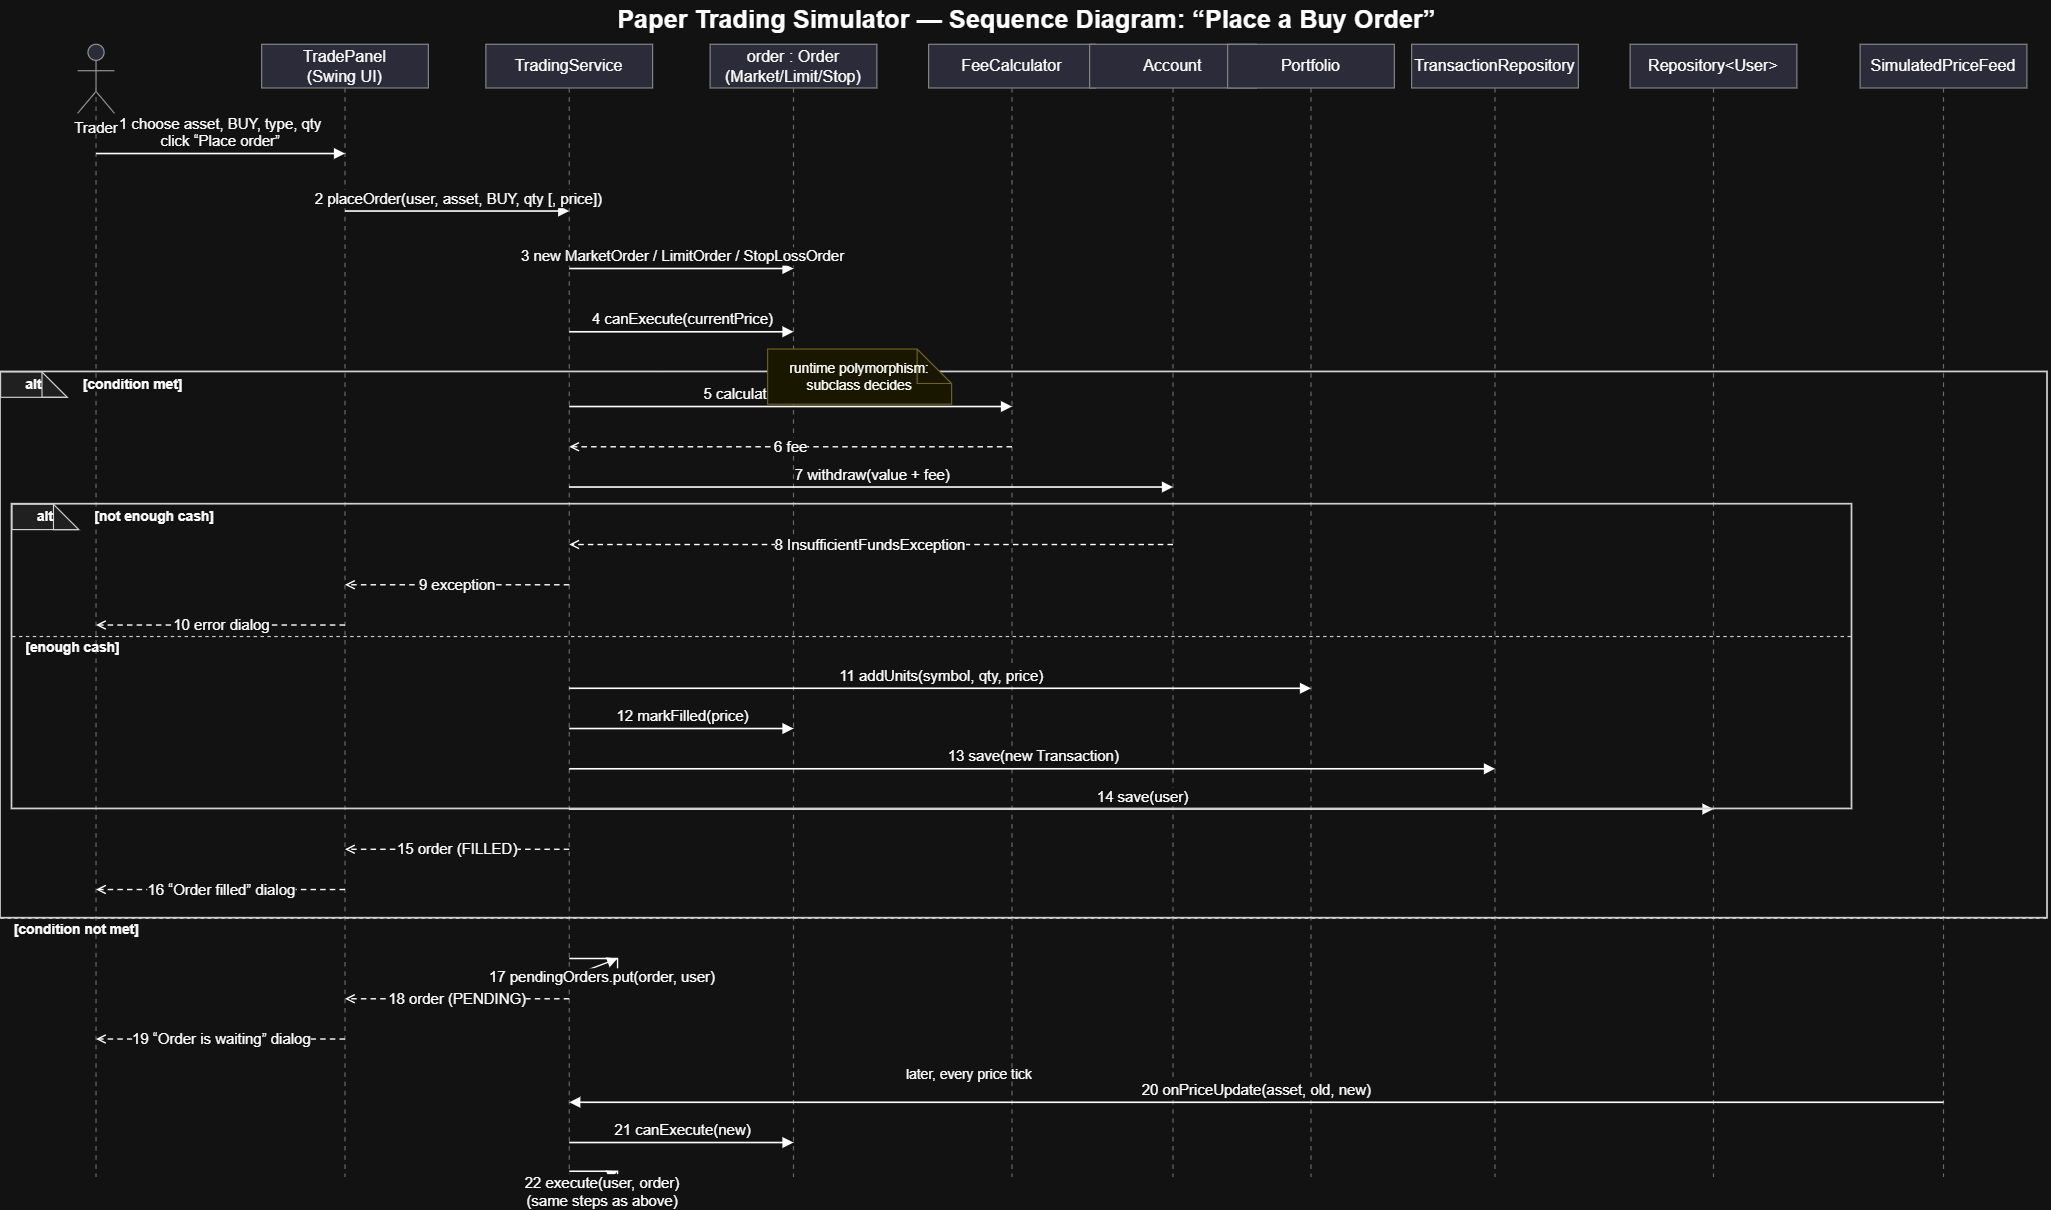 Paper Trading Simulator — Sequence Diagram: “Place a Buy Order”
Trader
TradePanel
(Swing UI)
TradingService
order : Order
(Market/Limit/Stop)
FeeCalculator
Account
Portfolio
TransactionRepository
Repository<User>
SimulatedPriceFeed
1 choose asset, BUY, type, qty
click “Place order”
2 placeOrder(user, asset, BUY, qty [, price])
3 new MarketOrder / LimitOrder / StopLossOrder
4 canExecute(currentPrice)
runtime polymorphism:
subclass decides
alt
[condition met]
5 calculat
6 fee
7 withdraw(value + fee)
alt
[not enough cash]
8 InsufficientFundsException
9 exception
10 error dialog
[enough cash]
11 addUnits(symbol, qty, price)
12 markFilled(price)
13 save(new Transaction)
14 save(user)
15 order (FILLED)
16 “Order filled” dialog
[condition not met]
17 pendingOrders.put(order, user)
18 order (PENDING)
19 “Order is waiting” dialog
later, every price tick
20 onPriceUpdate(asset, old, new)
21 canExecute(new)
22 execute(user, order)
(same steps as above)